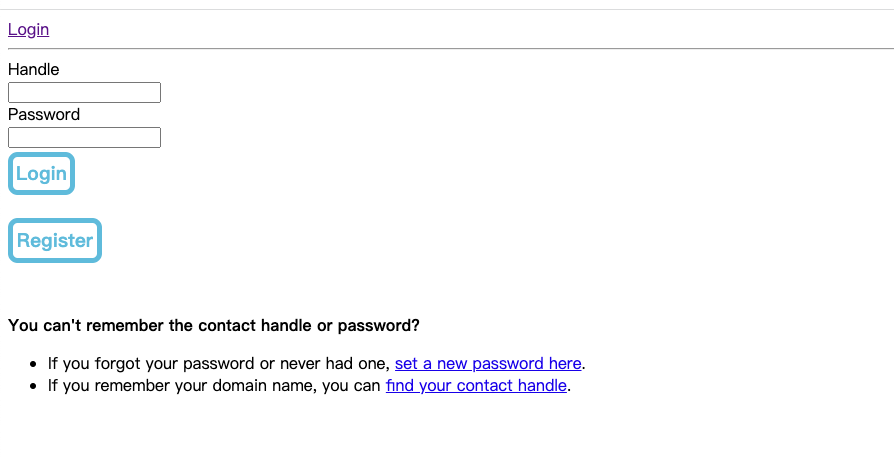 Login
Handle
Password
Login
Register
You can't remember the contact handle or password?
If you forgot your password or never had one, set a new password here.
If you remember your domain name, you can find your contact handle.